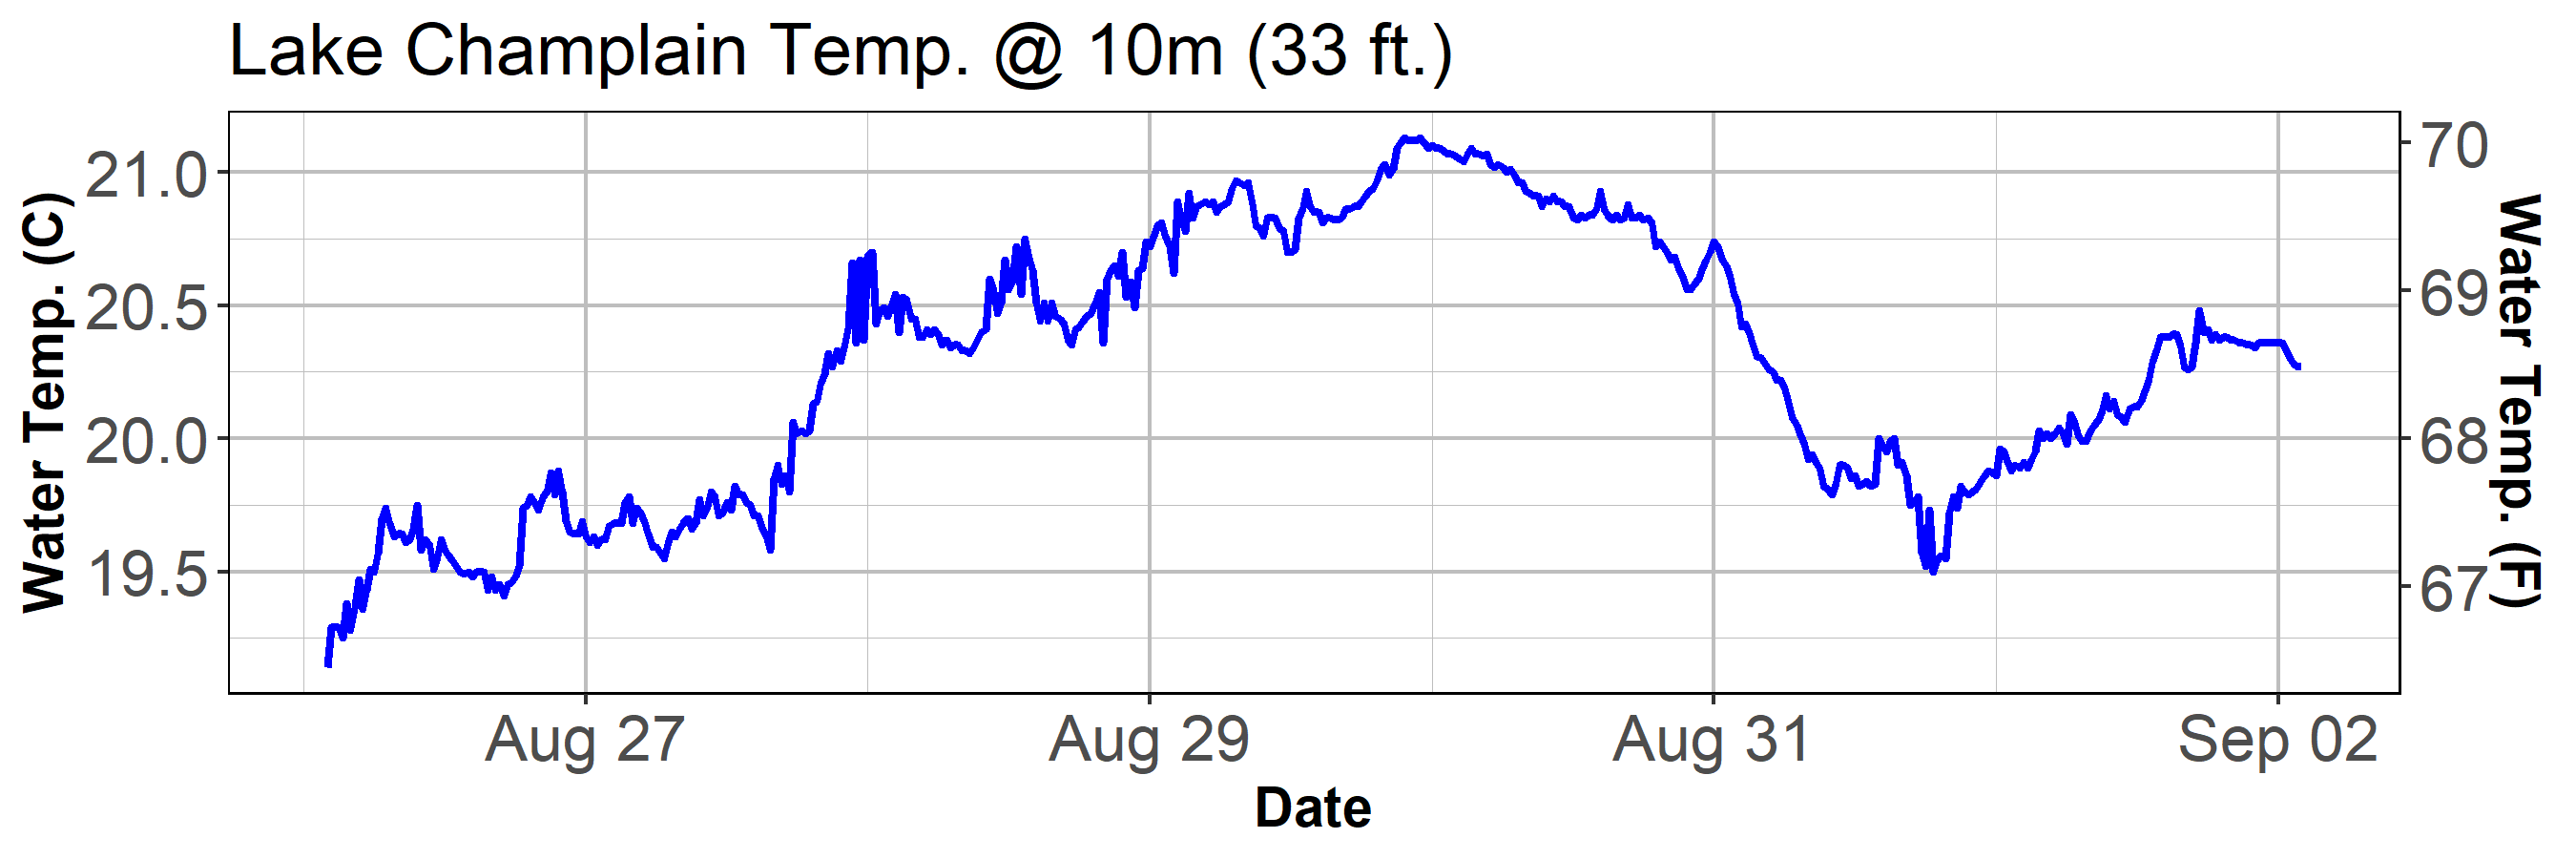 Lake Champlain Temp. @ 10m (33 ft.)
Water Temp. (C)
21.0
20.5
20.0
19.5
70
69
68
67
Water Temp. (F)
Aug 27
Aug 29
Aug 31
Sep 02
Date